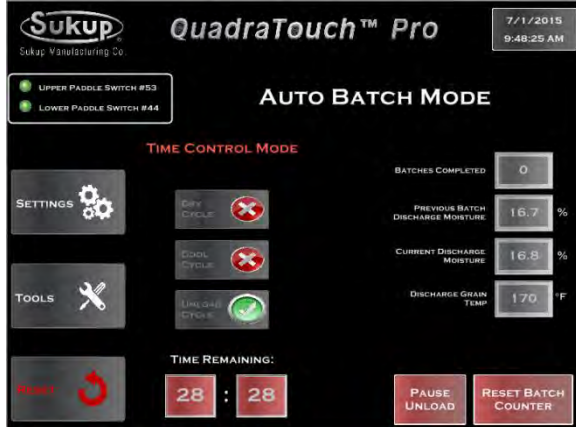 Sukup
Sukup Manufacturing Co.
QuadraTouch™ Pro
7/1/2015
9:48:25 AM
UPPER PADDLE SWITCH #53
LOWER PADDLE SWITCH #44
AUTO BATCH MODE
TIME CONTROL MODE
BATCHES COMPLETED
0
SETTINGS
DRY
CYCLE
PREVIOUS BATCH
DISCHARGE MOISTURE
16.7 %
COOL
CYCLE
CURRENT DISCHARGE
MOISTURE
16.8 %
TOOLS
UNLOAD
CYCLE
DISCHARGE GRAIN
TEMP
170 °F
TIME REMAINING:
RESET
28 : 28
PAUSE
UNLOAD
RESET BATCH
COUNTER